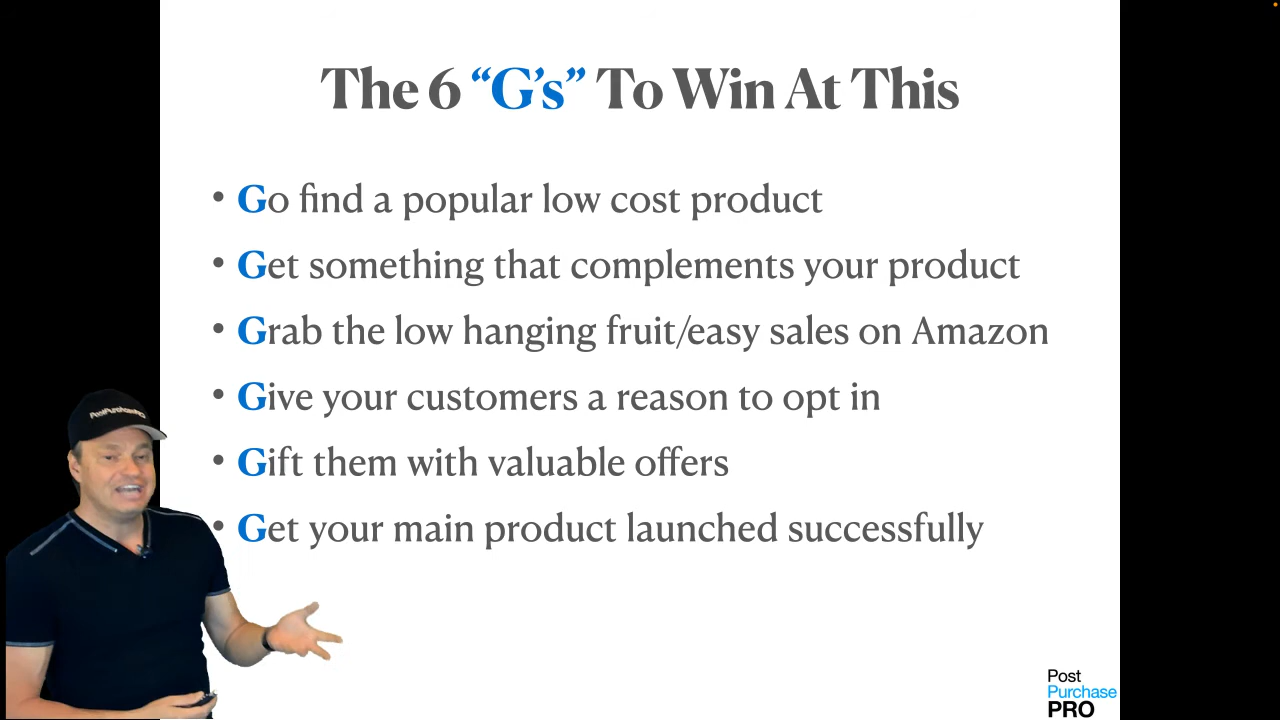 The 6 “G’s” To Win At This
• Go find a popular low cost product
• Get something that complements your product
• Grab the low hanging fruit/easy sales on Amazon
• Give your customers a reason to opt in
• Gift them with valuable offers
• Get your main product launched successfully
PostPurchasePRO
Post
Purchase
PRO